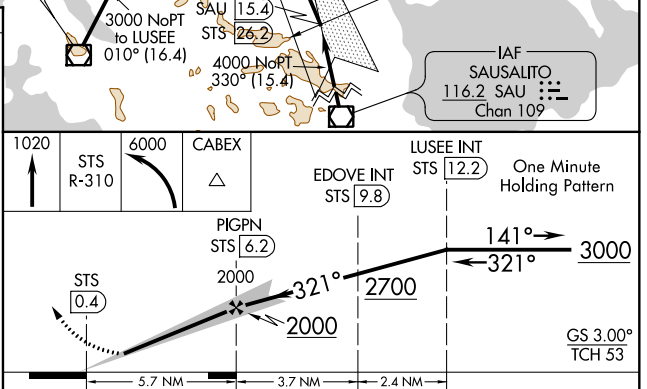 3000 NoPT
to LUSEE
010° (16.4)
SAU 15.4
STS 26.2
4000 NoPT
330° (15.4)
IAF
SAUSALITO
116.2 SAU
Chan 109
1020
STS
R-310
6000
CABEX
LUSEE INT
STS 12.2
One Minute
Holding Pattern
EDOVE INT
STS 9.8
PIGPN
STS 6.2
2000
STS
0.4
141°
321°
3000
321°
2700
2000
GS 3.00°
TCH 53
5.7 NM
3.7 NM
2.4 NM